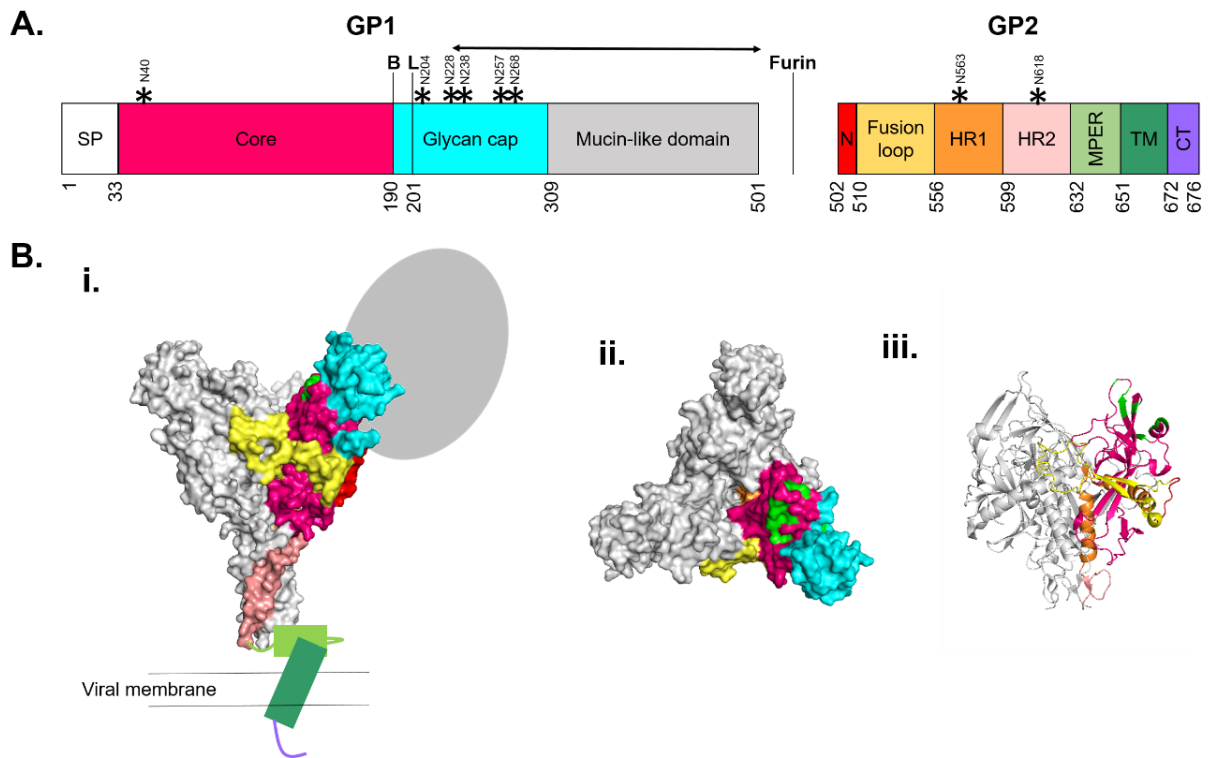 A.
GP1
GP2
B L Furin
N40 N204 N228 N238 N257 N268 N563 N618
* * * * * * * *
SP Core Glycan cap Mucin-like domain N Fusion loop HR1 HR2 MPER TM CT
1 33 190 201 309 501 502 510 556 599 632 651 672 676
B.
i.
ii.
iii.
Viral membrane